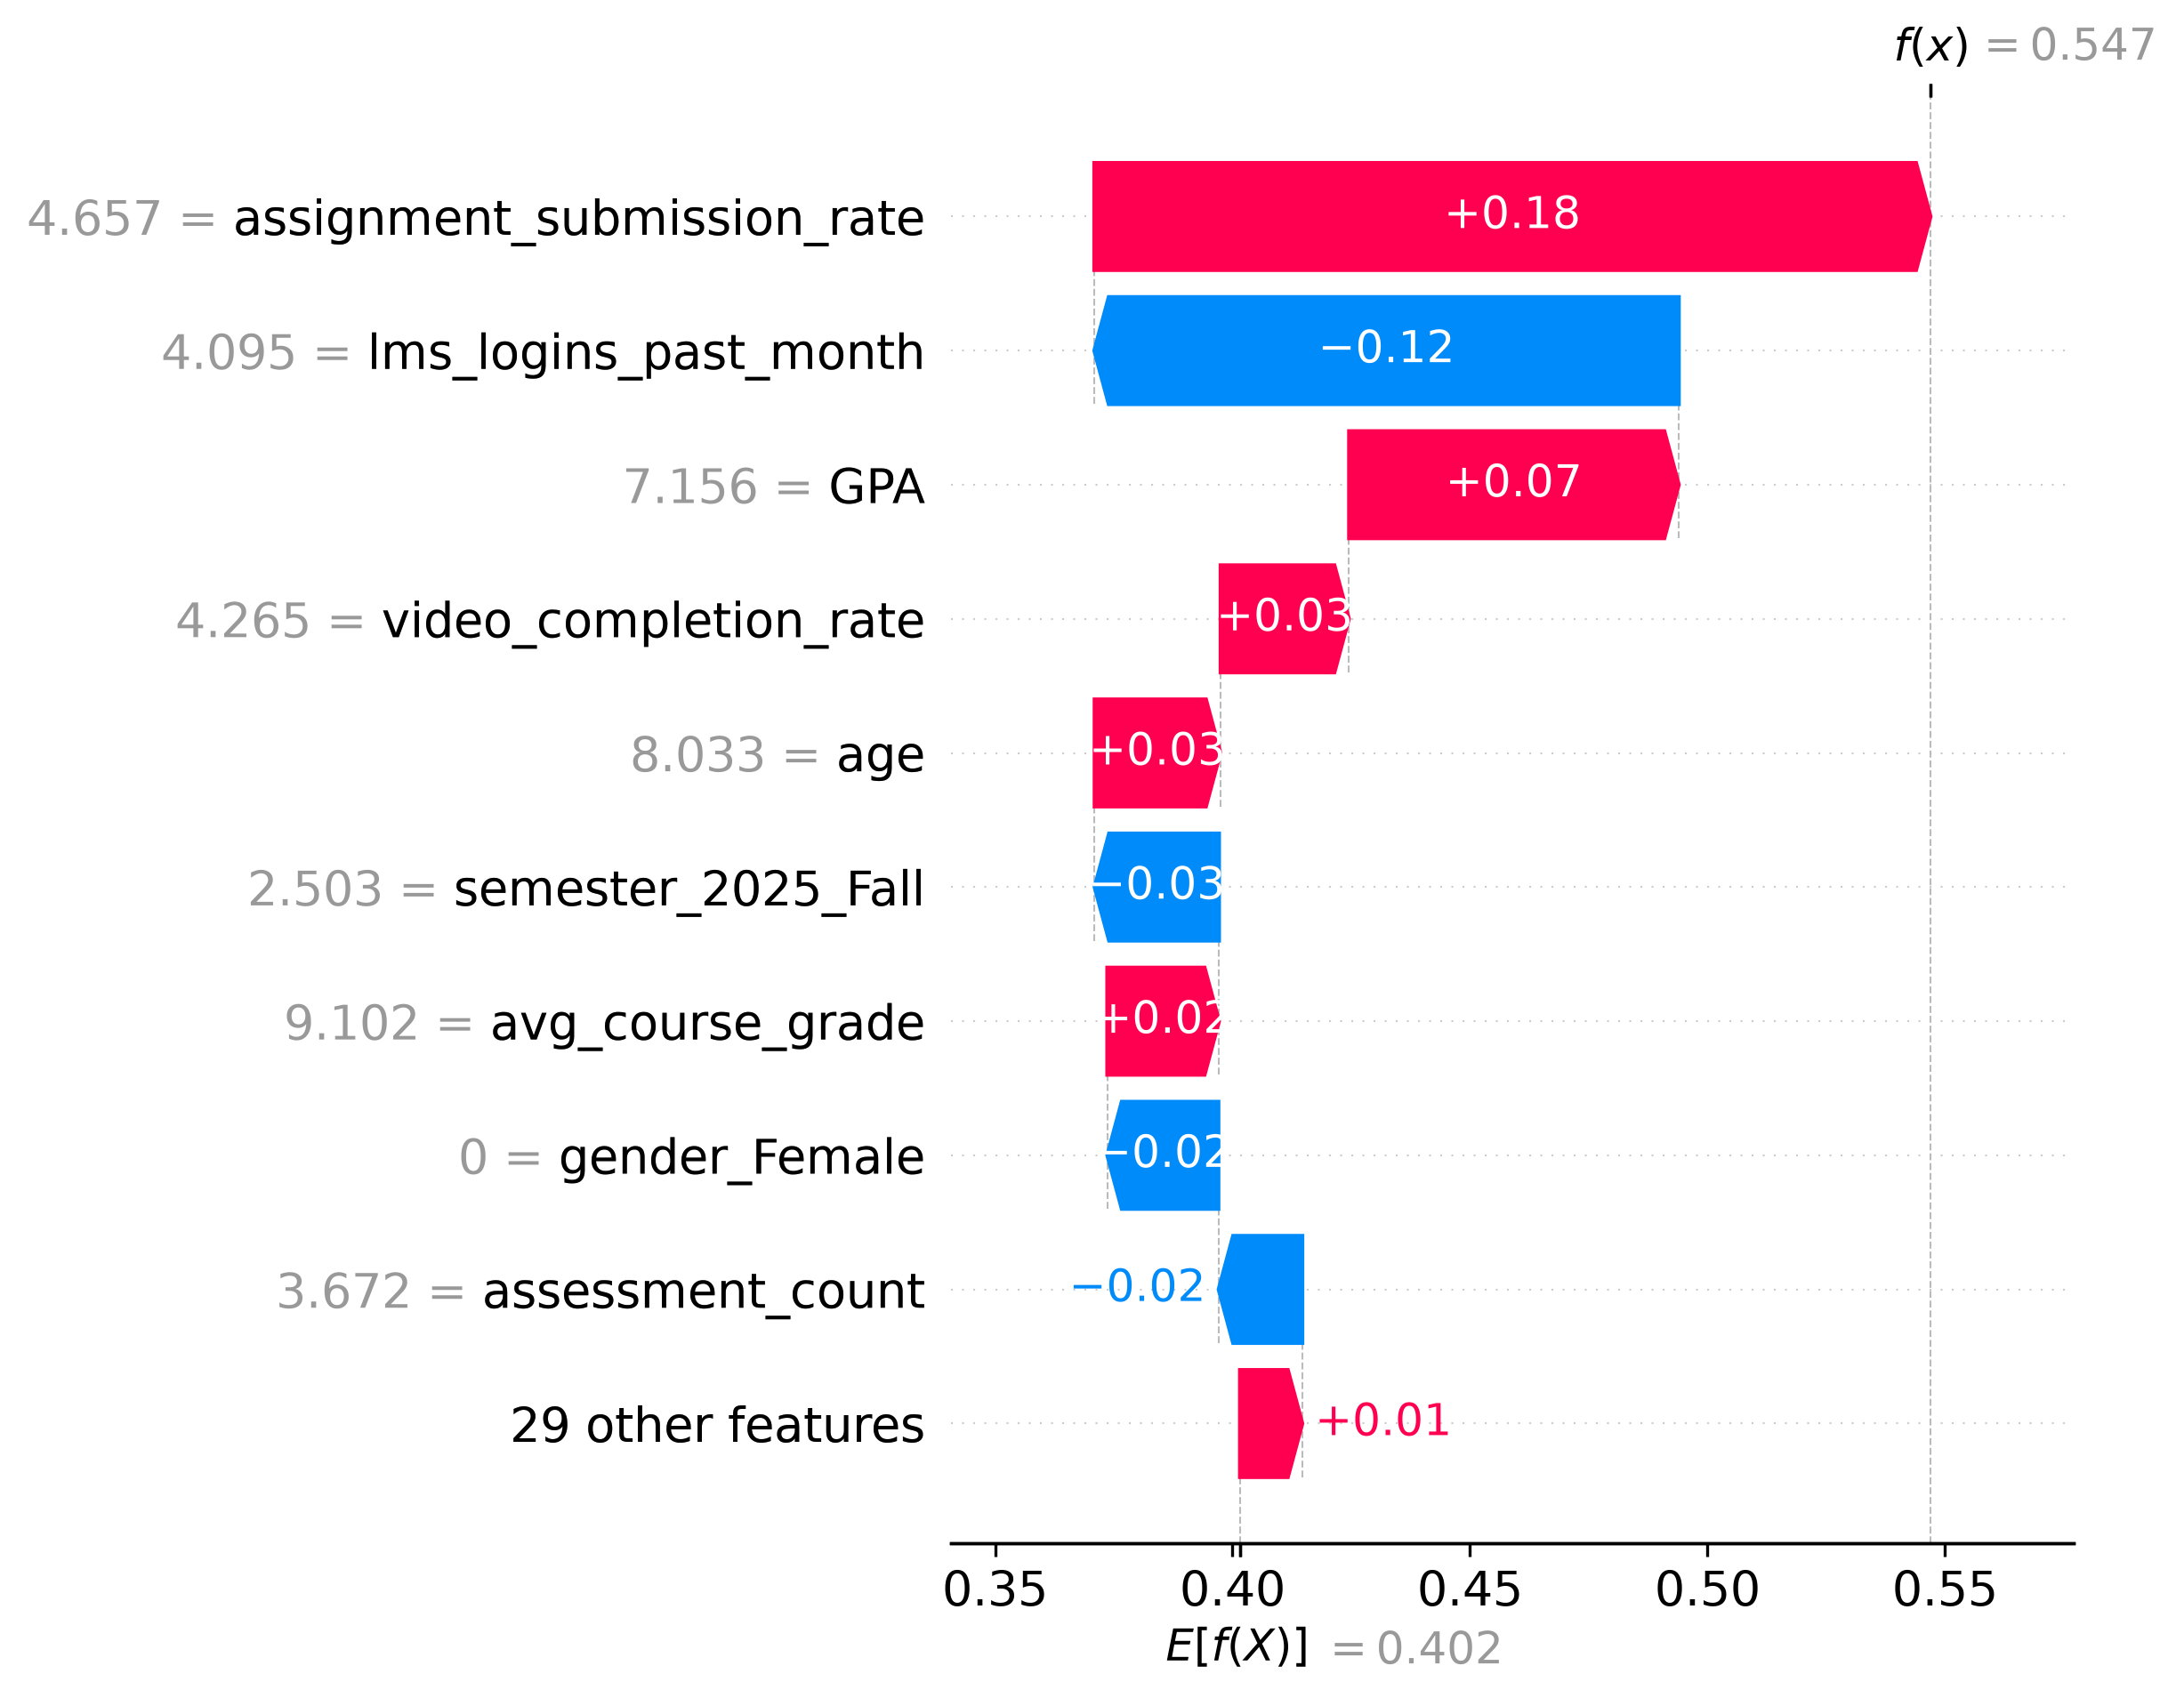 f(x) = 0.547
4.657 = assignment_submission_rate +0.18
4.095 = lms_logins_past_month −0.12
7.156 = GPA +0.07
4.265 = video_completion_rate +0.03
8.033 = age +0.03
2.503 = semester_2025_Fall −0.03
9.102 = avg_course_grade +0.02
0 = gender_Female −0.02
3.672 = assessment_count −0.02
29 other features +0.01
0.35 0.40 0.45 0.50 0.55
E[f(X)] = 0.402